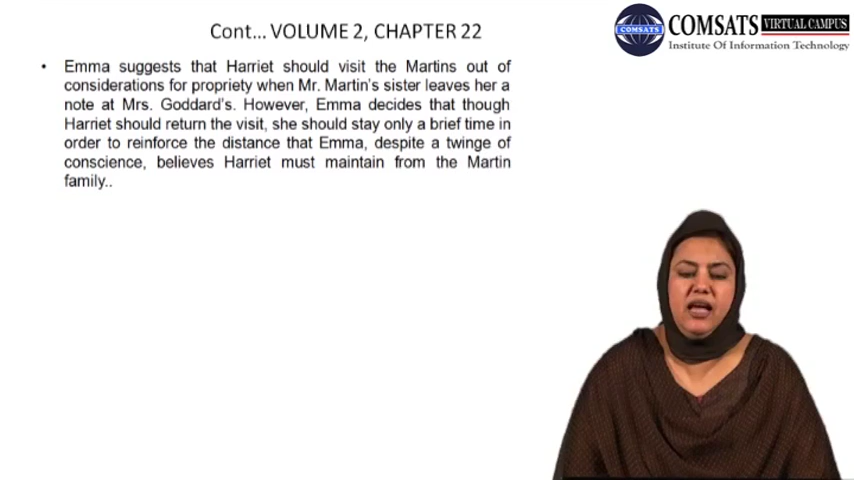 Cont... VOLUME 2, CHAPTER 22
COMSATS VIRTUAL CAMPUS
Institute Of Information Technology
COMSATS
• Emma suggests that Harriet should visit the Martins out of
considerations for propriety when Mr. Martin's sister leaves her a
note at Mrs. Goddard's. However, Emma decides that though
Harriet should return the visit, she should stay only a brief time in
order to reinforce the distance that Emma, despite a twinge of
conscience, believes Harriet must maintain from the Martin
family..